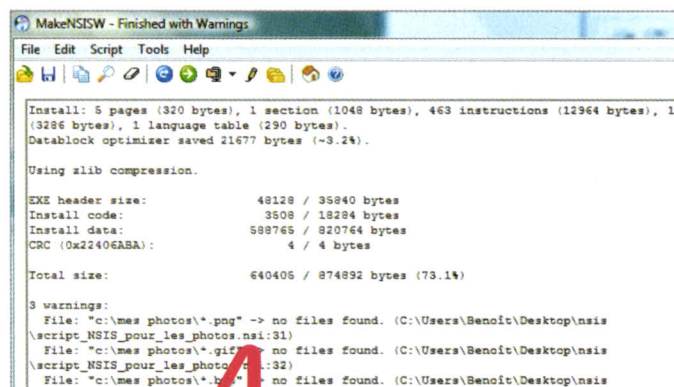 MakeNSISW - Finished with Warnings
File Edit Script Tools Help
Install: 5 pages (320 bytes), 1 section (1048 bytes), 463 instructions (12964 bytes), 1
(3286 bytes), 1 language table (290 bytes).
Datablock optimizer saved 21677 bytes (~3.2%).
Using zlib compression.
EXE header size: 48128 / 35840 bytes
Install code: 3508 / 18284 bytes
Install data: 588765 / 820764 bytes
CRC (0x22406ABA): 4 / 4 bytes
Total size: 640405 / 874892 bytes (73.1%)
3 warnings:
File: "c:\mes photos\*.png" -> no files found. (C:\Users\Benoît\Desktop\nsis
\script_NSIS_pour_les_photos.nsi:31)
File: "c:\mes photos\*.gif" -> no files found. (C:\Users\Benoît\Desktop\nsis
\script_NSIS_pour_les_photos.nsi:32)
File: "c:\mes photos\ -> no files found. (C:\Users\Benoît\Desktop\nsis
4